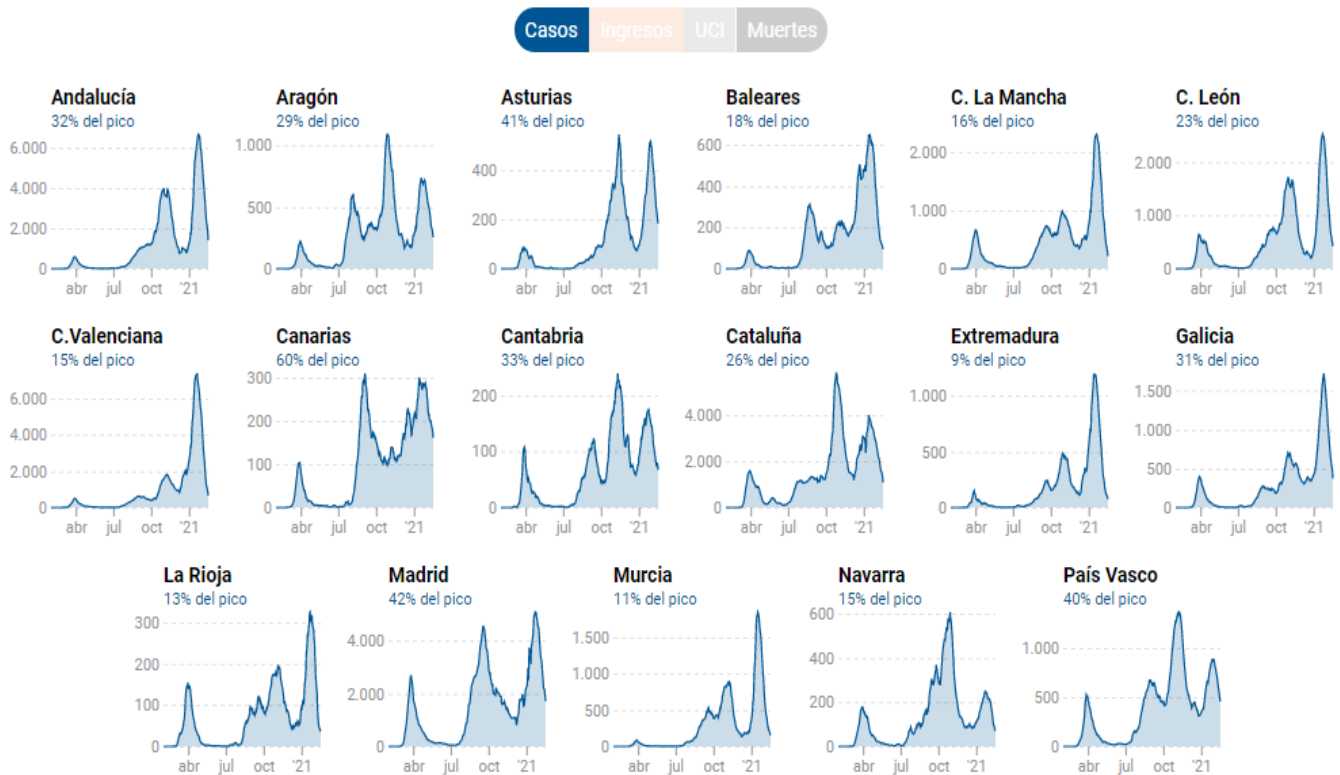 Casos Ingresos UCI Muertes
Andalucía
32% del pico
6.000
4.000
2.000
0
abr jul oct '21
Aragón
29% del pico
1.000
500
0
abr jul oct '21
Asturias
41% del pico
400
200
0
abr jul oct '21
Baleares
18% del pico
600
400
200
0
abr jul oct '21
C. La Mancha
16% del pico
2.000
1.000
0
abr jul oct '21
C. León
23% del pico
2.000
1.000
0
abr jul oct '21
C.Valenciana
15% del pico
6.000
4.000
2.000
0
abr jul oct '21
Canarias
60% del pico
300
200
100
0
abr jul oct '21
Cantabria
33% del pico
200
100
0
abr jul oct '21
Cataluña
26% del pico
4.000
2.000
0
abr jul oct '21
Extremadura
9% del pico
1.000
500
0
abr jul oct '21
Galicia
31% del pico
1.500
1.000
500
0
abr jul oct '21
La Rioja
13% del pico
300
200
100
0
abr jul oct '21
Madrid
42% del pico
4.000
2.000
0
abr jul oct '21
Murcia
11% del pico
1.500
1.000
500
0
abr jul oct '21
Navarra
15% del pico
600
400
200
0
abr jul oct '21
País Vasco
40% del pico
1.000
500
0
abr jul oct '21